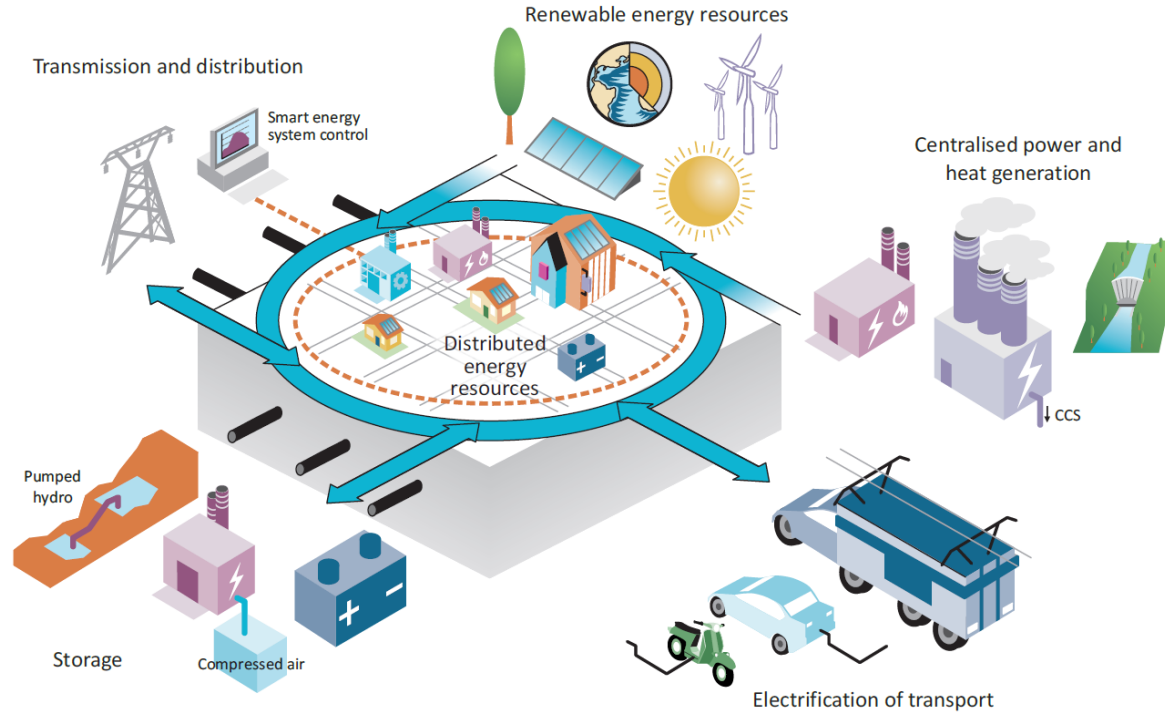 Renewable energy resources
Transmission and distribution
Smart energy
system control
Centralised power and
heat generation
Distributed
energy
resources
CCS
Pumped
hydro
+ -
+ -
Compressed air
Storage
Electrification of transport